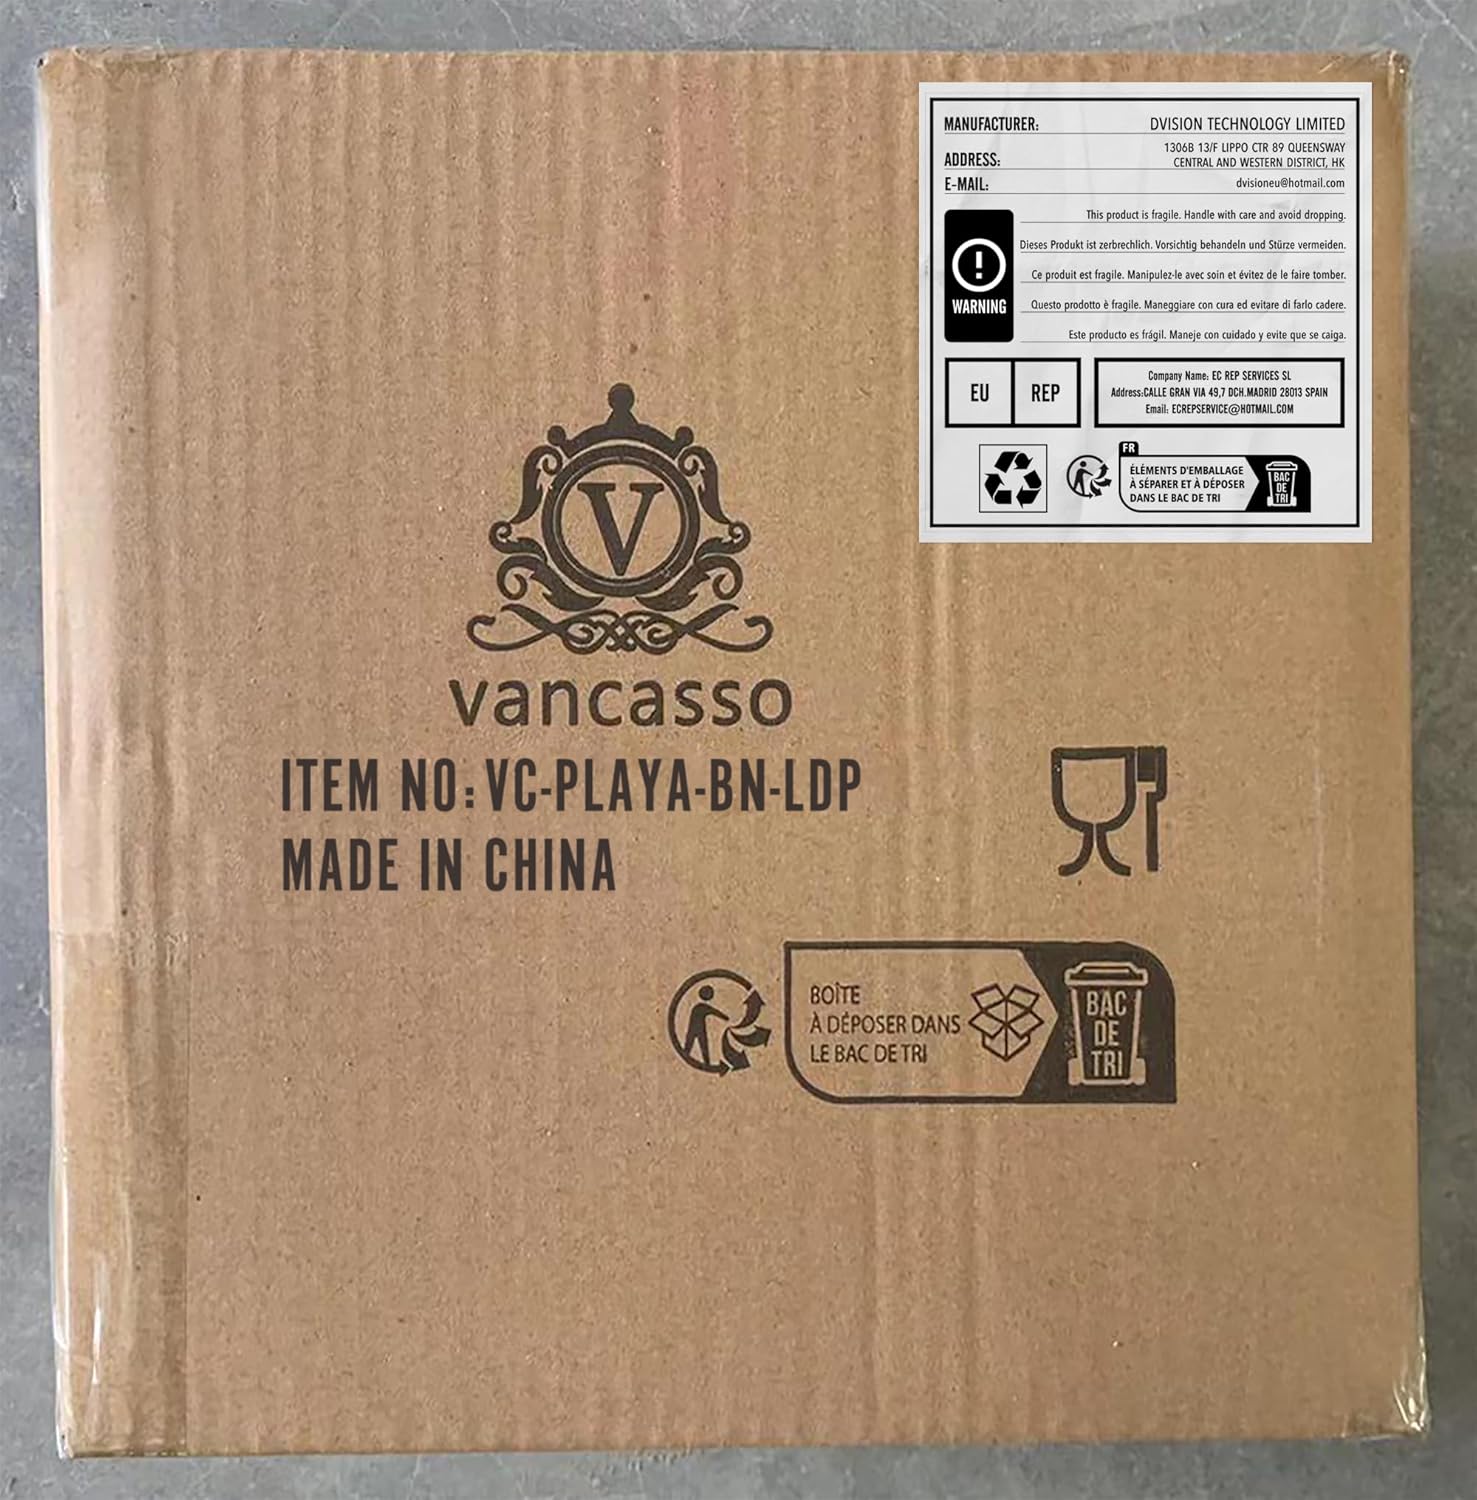 MANUFACTURER: DVISION TECHNOLOGY LIMITED
ADDRESS: 1306B 13/F LIPPO CTR 89 QUEENSWAY
CENTRAL AND WESTERN DISTRICT, HK
E-MAIL: dvisioneu@hotmail.com
This product is fragile. Handle with care and avoid dropping.
Dieses Produkt ist zerbrechlich. Vorsichtig behandeln und Stürze vermeiden.
Ce produit est fragile. Manipulez-le avec soin et évitez de le faire tomber.
Questo prodotto è fragile. Maneggiare con cura ed evitare di farlo cadere.
Este producto es frágil. Maneje con cuidado y evite que se caiga.
WARNING
EU REP
Company Name: EC REP SERVICES SL
Address:CALLE GRAN VIA 49,7 DCH.MADRID 28013 SPAIN
Email: ECREPSERVICE@HOTMAIL.COM
FR
ÉLÉMENTS D'EMBALLAGE
À SÉPARER ET À DÉPOSER
DANS LE BAC DE TRI
BAC
DE
TRI
V
vancasso
ITEM NO:VC-PLAYA-BN-LDP
MADE IN CHINA
BOÎTE
À DÉPOSER DANS
LE BAC DE TRI
BAC
DE
TRI